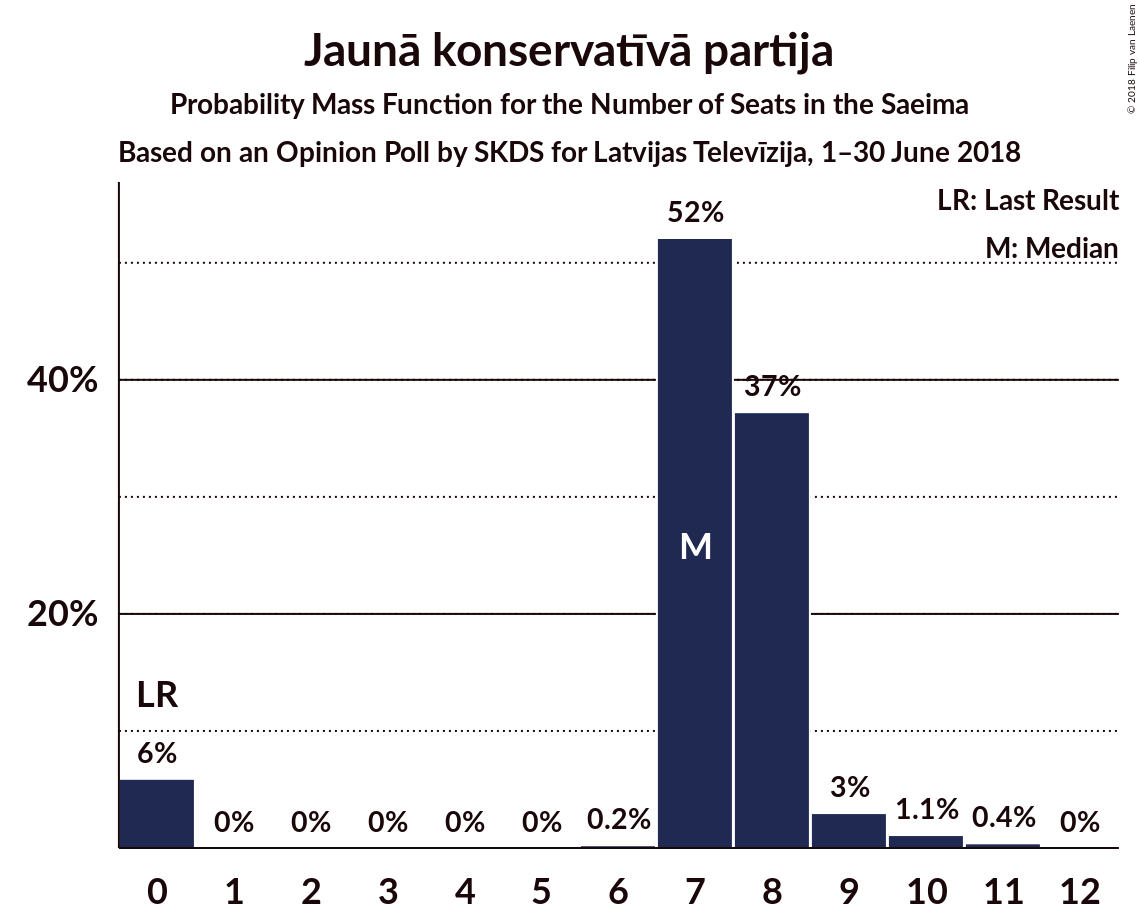 Jaunā konservatīvā partija
Probability Mass Function for the Number of Seats in the Saeima
Based on an Opinion Poll by SKDS for Latvijas Televīzija, 1–30 June 2018
© 2018 Filip van Laenen
LR: Last Result
M: Median
52%
40%
37%
M
20%
LR
6%
0%
0%
0%
0%
0%
0.2%
3%
1.1%
0.4%
0%
0 1 2 3 4 5 6 7 8 9 10 11 12